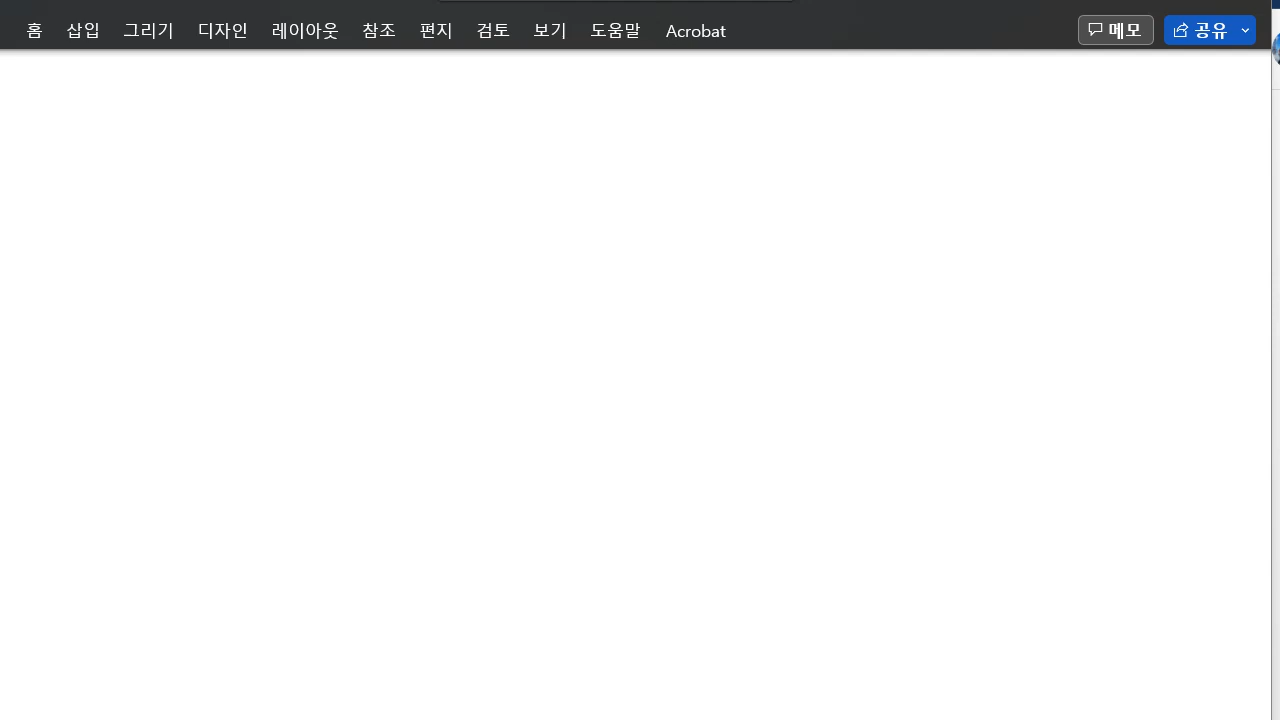 홈 삽입 그리기 디자인 레이아웃 참조 편지 검토 보기 도움말 Acrobat 메모 공유